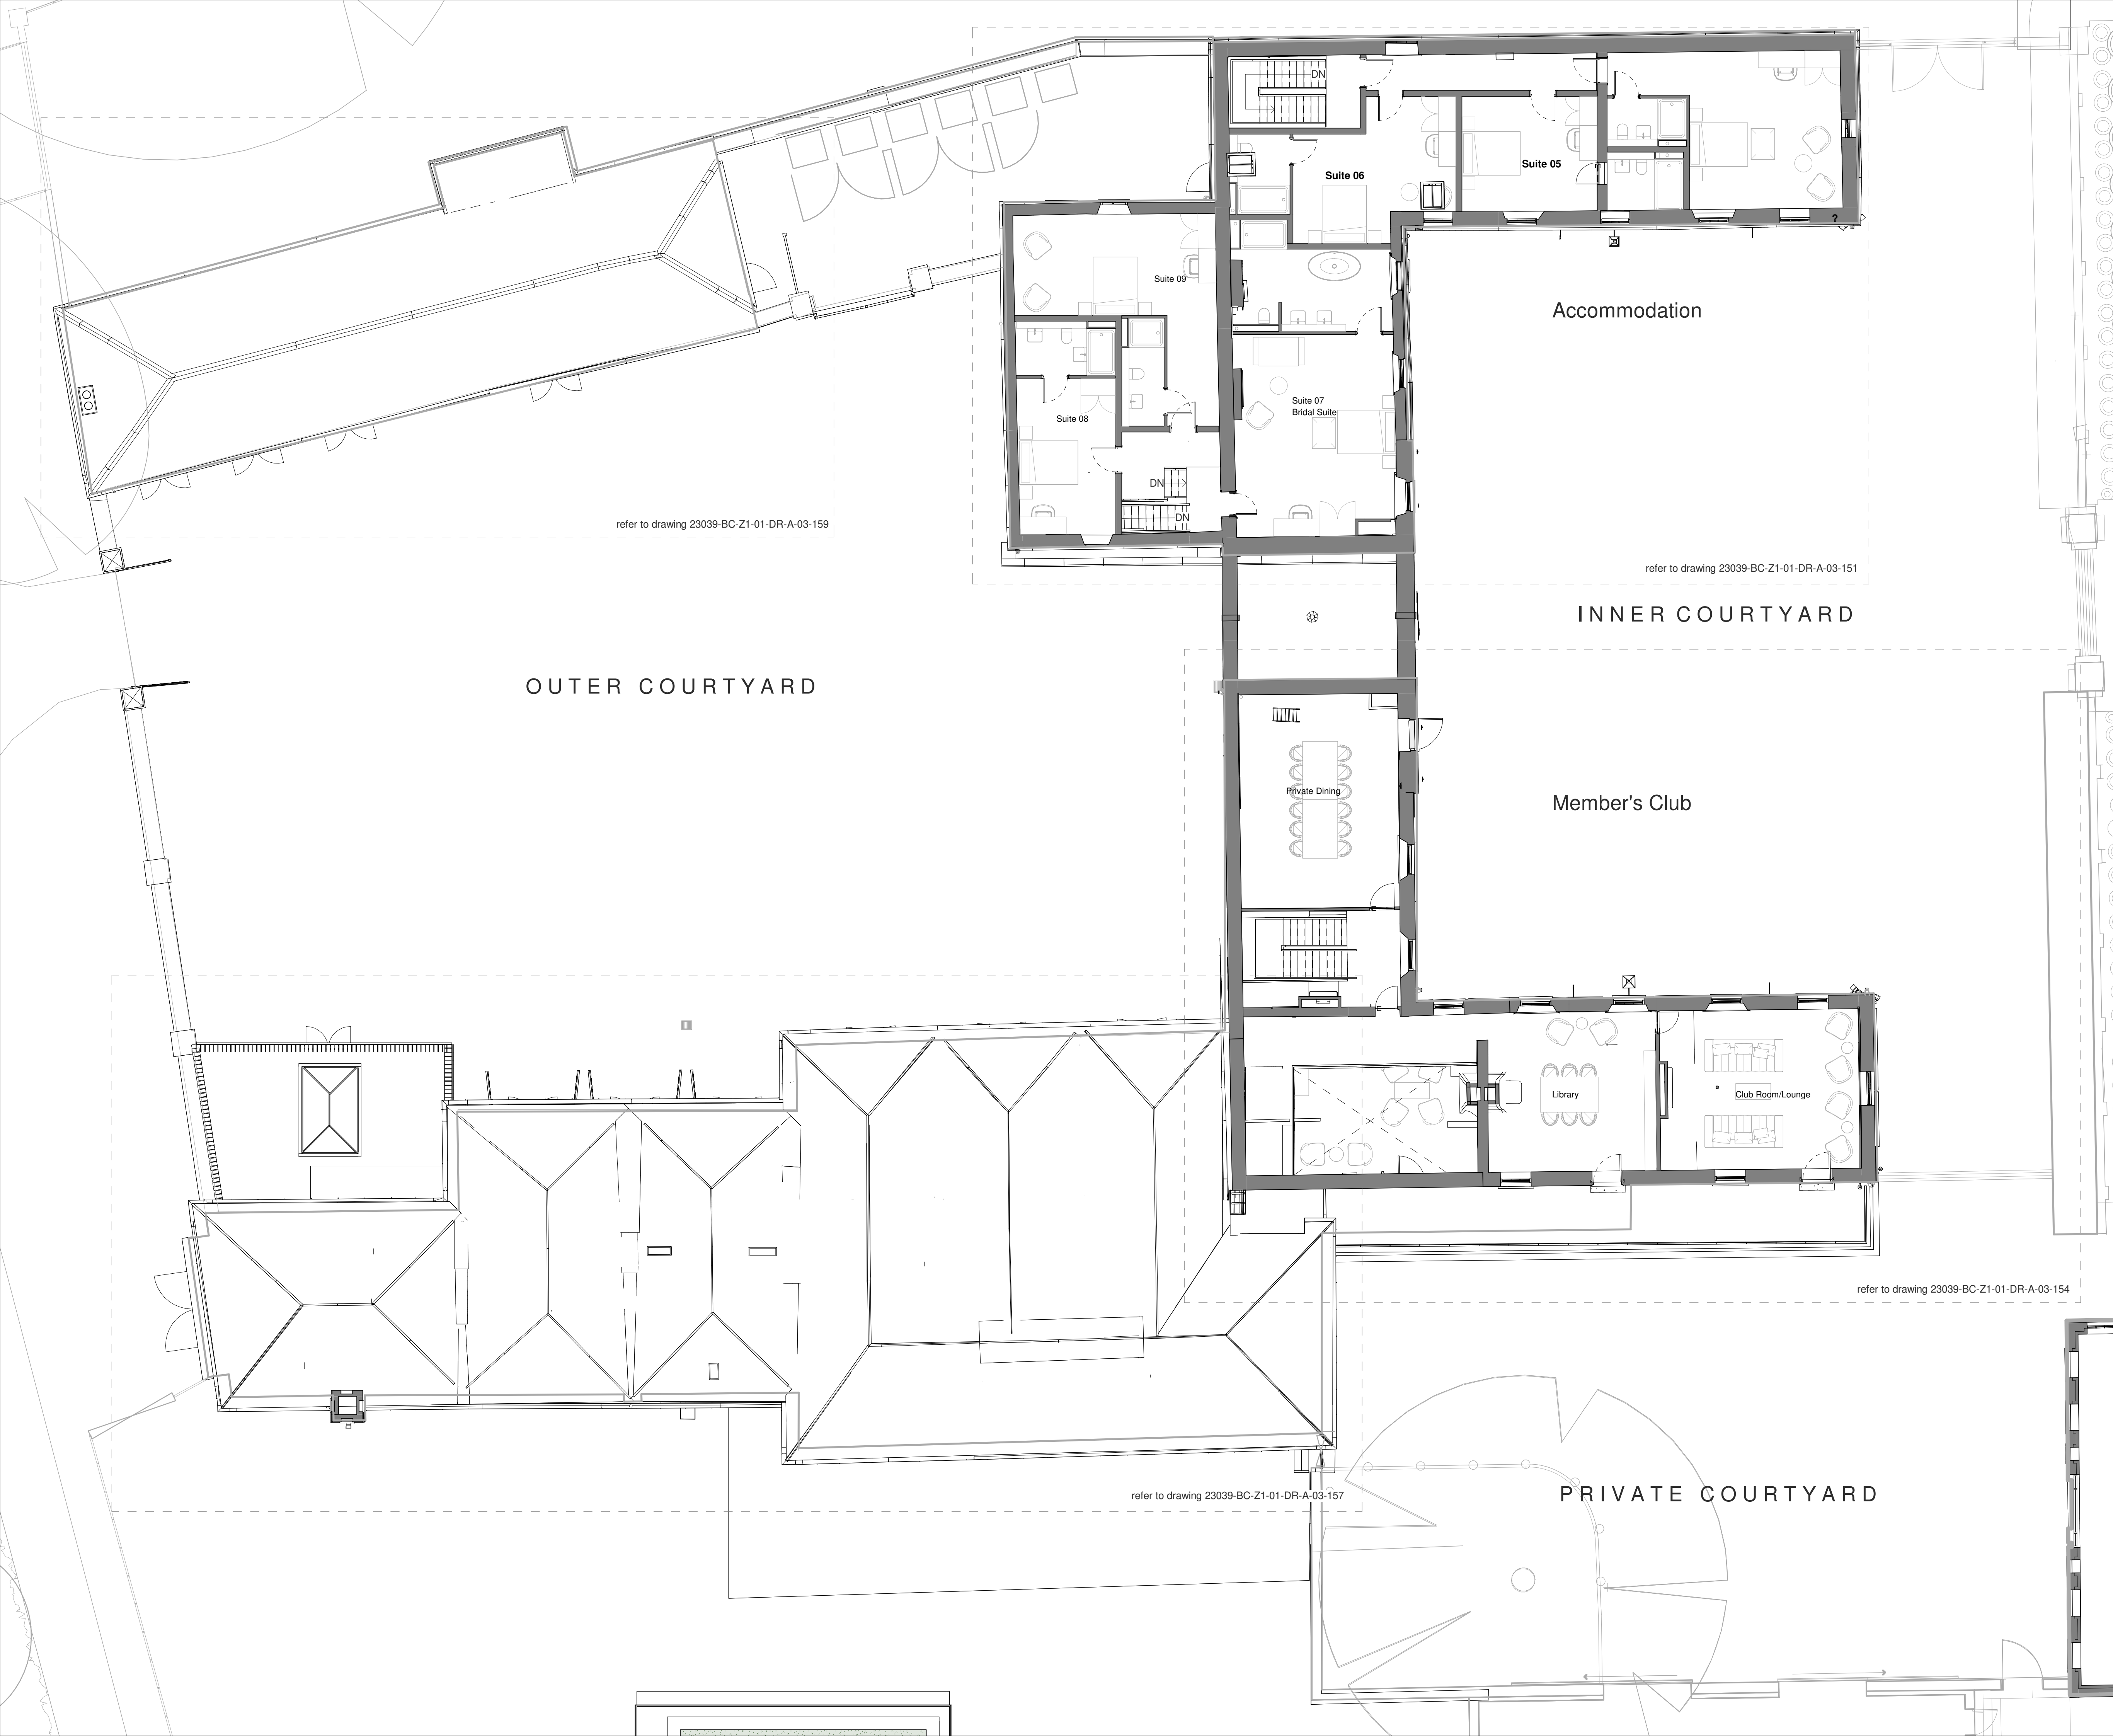 DN
Suite 05
Suite 06
?
Suite 09
Accommodation
Suite 07
Bridal Suite
Suite 08
DN
DN
refer to drawing 23039-BC-Z1-01-DR-A-03-159
refer to drawing 23039-BC-Z1-01-DR-A-03-151
INNER COURTYARD
OUTER COURTYARD
Private Dining
Member's Club
Library
Club Room/Lounge
refer to drawing 23039-BC-Z1-01-DR-A-03-154
refer to drawing 23039-BC-Z1-01-DR-A-03-157
PRIVATE COURTYARD